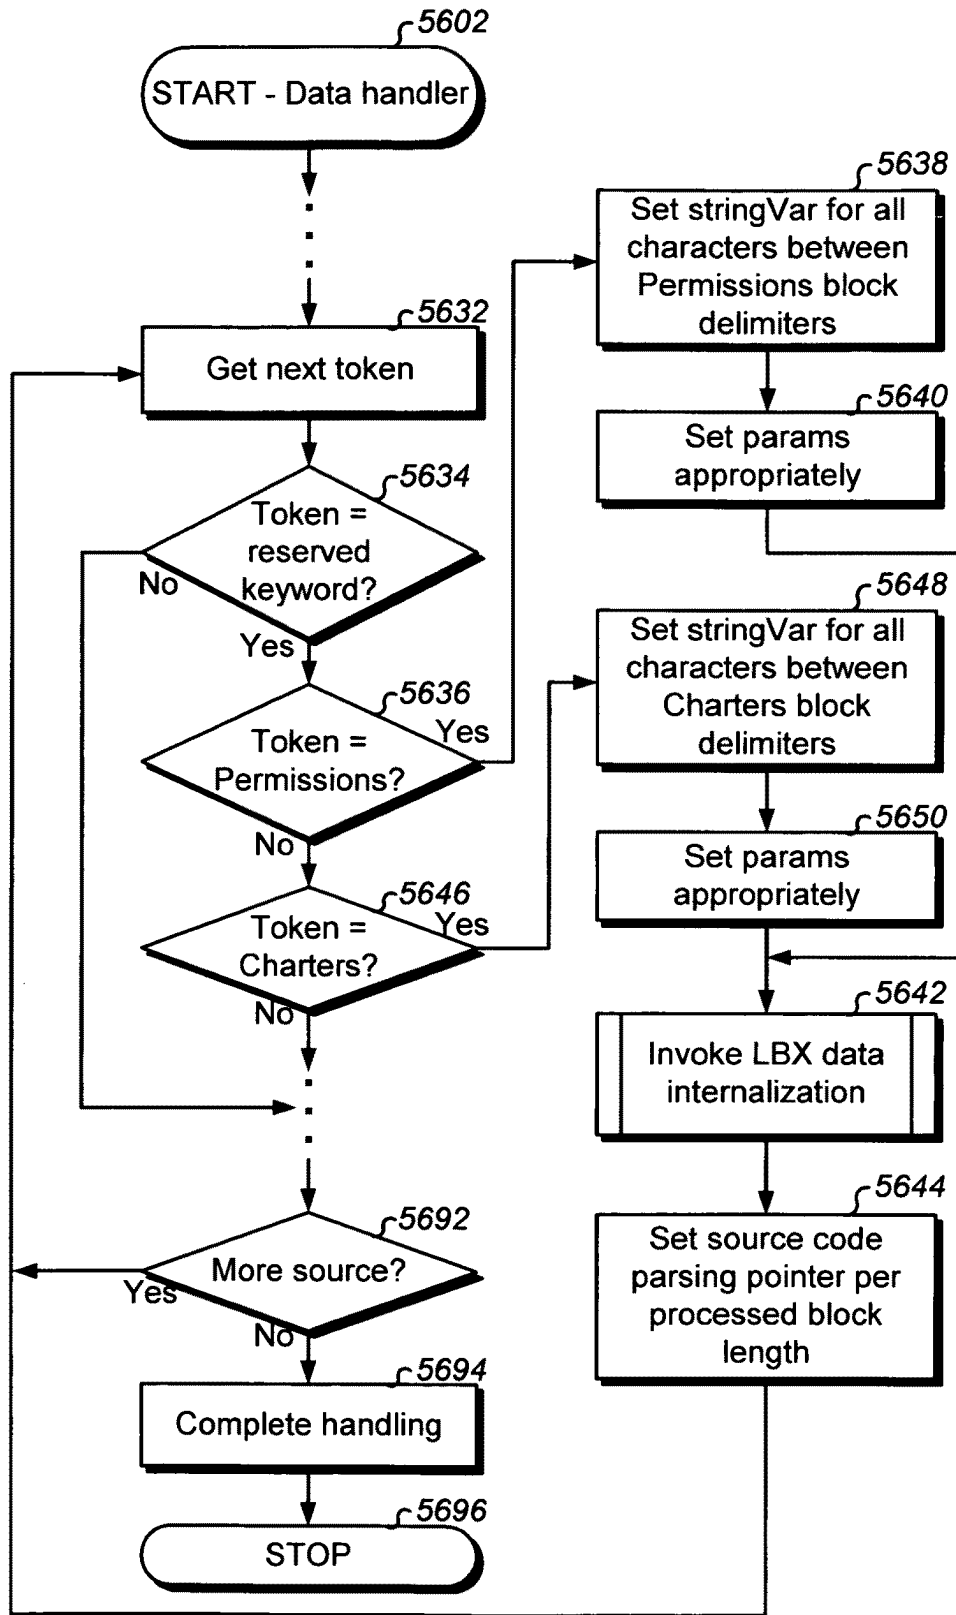 5602
START - Data handler
5632
Get next token
5634
Token =
reserved
keyword?
No
Yes
5636
Token =
Permissions?
Yes
No
5646
Token =
Charters?
Yes
No
5692
More source?
Yes
No
5694
Complete handling
5696
STOP
5638
Set stringVar for all
characters between
Permissions block
delimiters
5640
Set params
appropriately
5648
Set stringVar for all
characters between
Charters block
delimiters
5650
Set params
appropriately
5642
Invoke LBX data
internalization
5644
Set source code
parsing pointer per
processed block
length